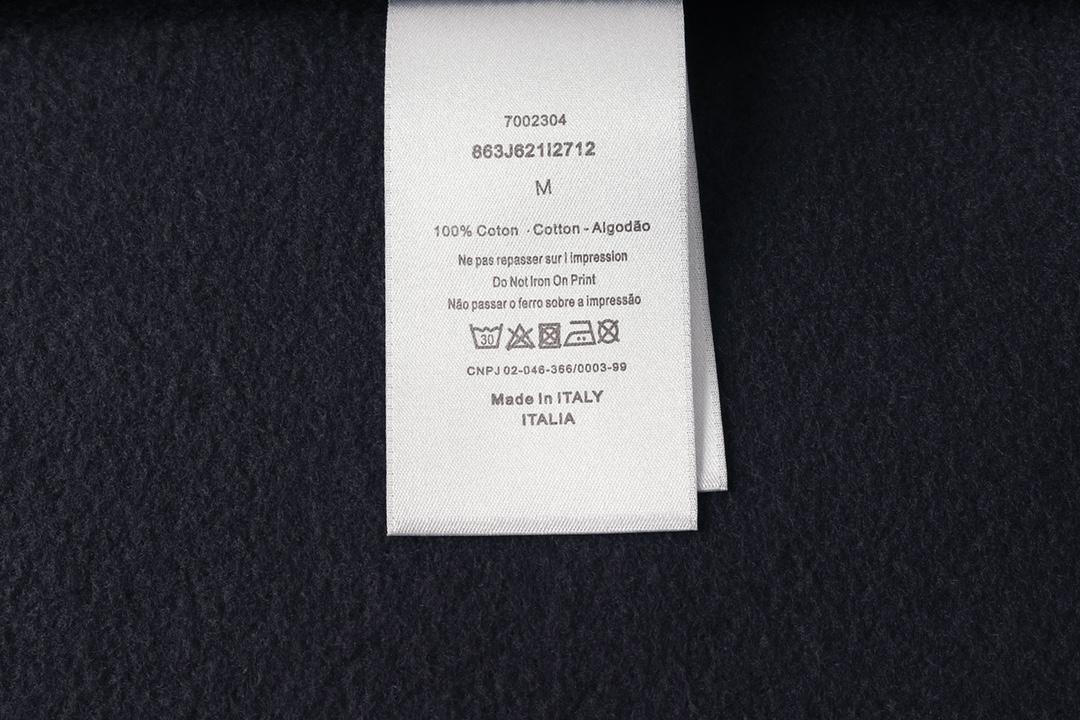 7002304
863J621I2712
M
100% Coton · Cotton - Algodão
Ne pas repasser sur l impression
Do Not Iron On Print
Não passar o ferro sobre a impressão
30
CNPJ 02-046-366/0003-99
Made In ITALY
ITALIA